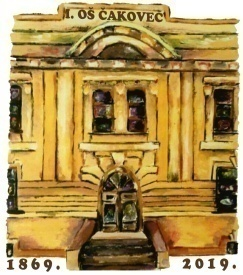 I. OŠ ČAKOVEC
1869. 2019.